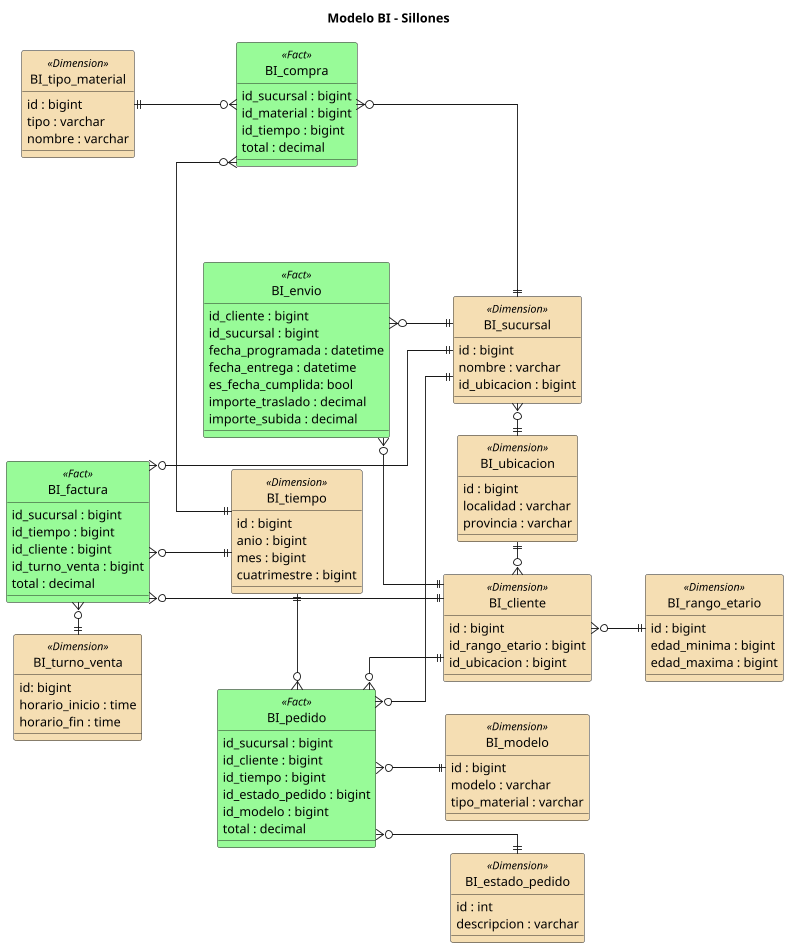 Modelo BI - Sillones
«Dimension»
BI_tipo_material
id : bigint
tipo : varchar
nombre : varchar
«Fact»
BI_compra
id_sucursal : bigint
id_material : bigint
id_tiempo : bigint
total : decimal
«Fact»
BI_envio
id_cliente : bigint
id_sucursal : bigint
fecha_programada : datetime
fecha_entrega : datetime
es_fecha_cumplida: bool
importe_traslado : decimal
importe_subida : decimal
«Dimension»
BI_sucursal
id : bigint
nombre : varchar
id_ubicacion : bigint
«Dimension»
BI_ubicacion
id : bigint
localidad : varchar
provincia : varchar
«Fact»
BI_factura
id_sucursal : bigint
id_tiempo : bigint
id_cliente : bigint
id_turno_venta : bigint
total : decimal
«Dimension»
BI_tiempo
id : bigint
anio : bigint
mes : bigint
cuatrimestre : bigint
«Dimension»
BI_cliente
id : bigint
id_rango_etario : bigint
id_ubicacion : bigint
«Dimension»
BI_rango_etario
id : bigint
edad_minima : bigint
edad_maxima : bigint
«Dimension»
BI_turno_venta
id: bigint
horario_inicio : time
horario_fin : time
«Fact»
BI_pedido
id_sucursal : bigint
id_cliente : bigint
id_tiempo : bigint
id_estado_pedido : bigint
id_modelo : bigint
total : decimal
«Dimension»
BI_modelo
id : bigint
modelo : varchar
tipo_material : varchar
«Dimension»
BI_estado_pedido
id : int
descripcion : varchar